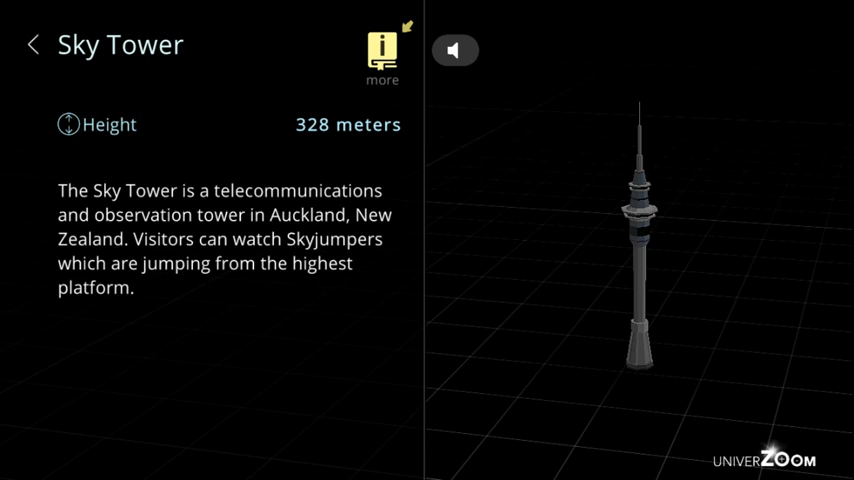 Sky Tower
i
more
Height
328 meters
The Sky Tower is a telecommunications
and observation tower in Auckland, New
Zealand. Visitors can watch Skyjumpers
which are jumping from the highest
platform.
UNIVERZOOM